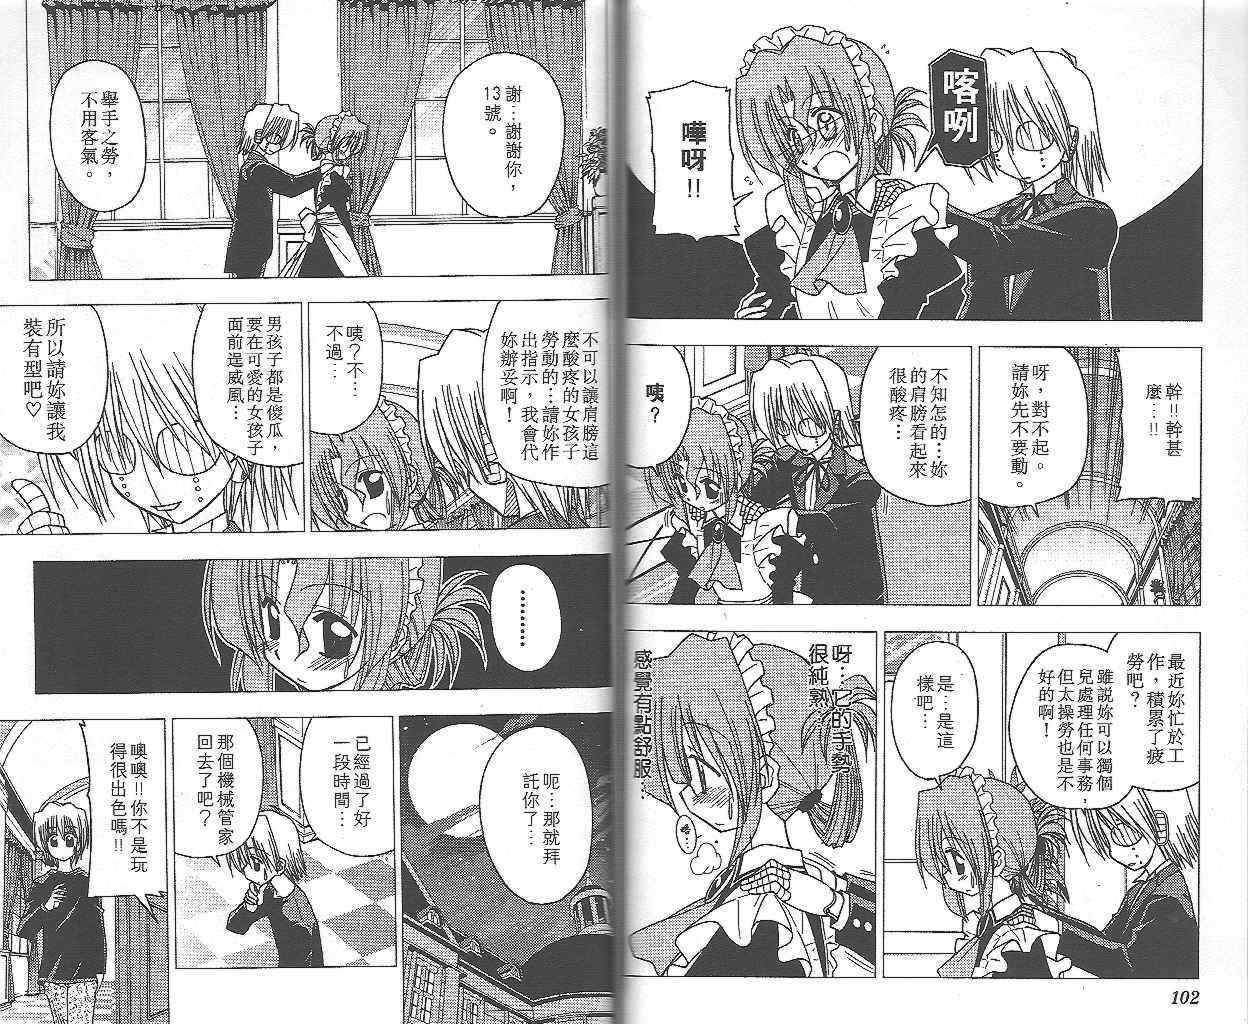 喀咧
嘩呀!!
幹!!幹甚
麼…!!
呀,對不起。
請妳先不要動。
不知怎的…妳
的肩膀看起來
很酸疼…
咦?
最近妳忙於工
作,積累了疲
勞吧?
雖說妳可以獨個
兒處理任何事務,
但太操勞也是不
好的啊!
是…是這
樣吧…
呀…它的手勢
很純熟…
感覺有點舒服…
102
謝…謝謝你,
13號。
舉手之勞,
不用客氣。
不可以讓肩膀這
麼酸疼的女孩子
勞動的…請妳作
出指示,我會代
妳辦妥啊!
咦?不…
不過…
男孩子都是傻瓜,
要在可愛的女孩子
面前逞威風…
所以請妳讓我
裝有型吧♡
………
呃…那就拜
託你了…
已經過了好
一段時間…
那個機械管家
回去了吧?
噢噢!!你不是玩
得很出色嗎!!